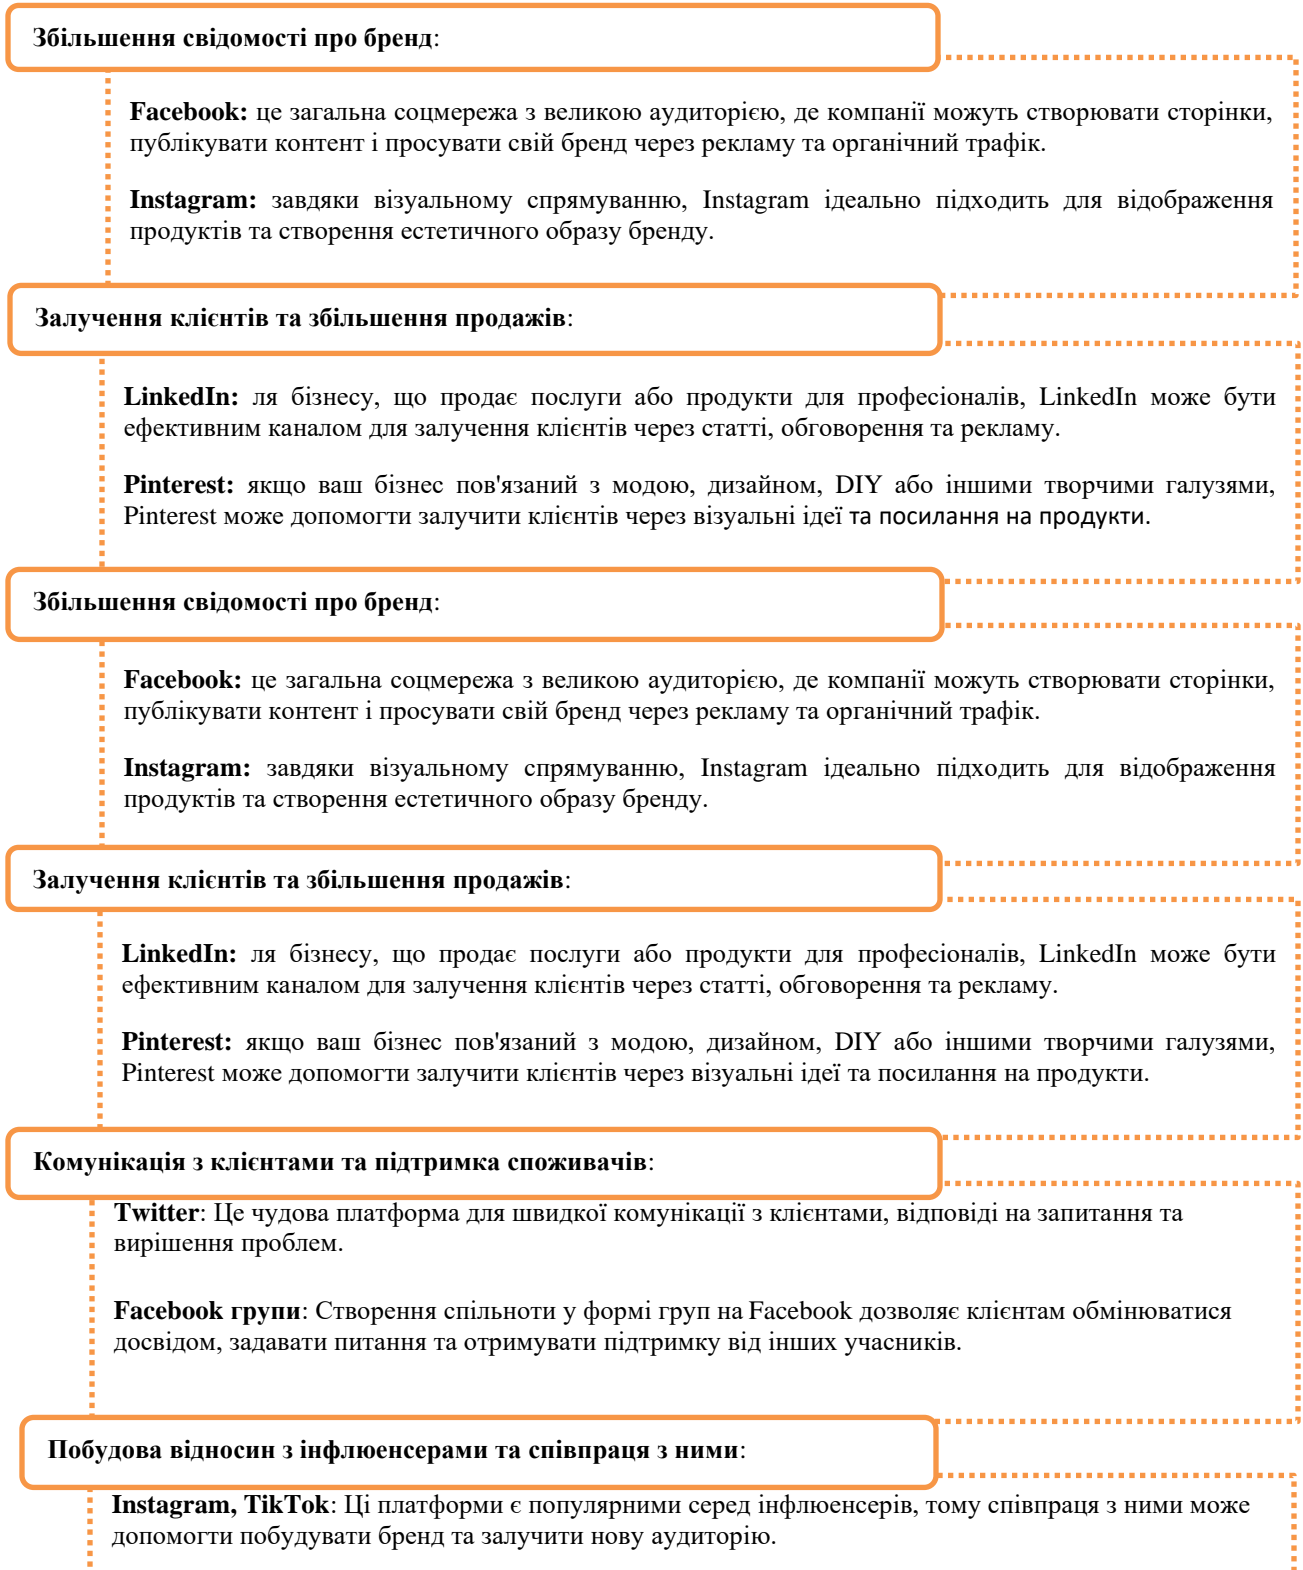 Збільшення свідомості про бренд:
Facebook: це загальна соцмережа з великою аудиторією, де компанії можуть створювати сторінки,
публікувати контент і просувати свій бренд через рекламу та органічний трафік.
Instagram: завдяки візуальному спрямуванню, Instagram ідеально підходить для відображення
продуктів та створення естетичного образу бренду.
Залучення клієнтів та збільшення продажів:
LinkedIn: ля бізнесу, що продає послуги або продукти для професіоналів, LinkedIn може бути
ефективним каналом для залучення клієнтів через статті, обговорення та рекламу.
Pinterest: якщо ваш бізнес пов'язаний з модою, дизайном, DIY або іншими творчими галузями,
Pinterest може допомогти залучити клієнтів через візуальні ідеї та посилання на продукти.
Збільшення свідомості про бренд:
Facebook: це загальна соцмережа з великою аудиторією, де компанії можуть створювати сторінки,
публікувати контент і просувати свій бренд через рекламу та органічний трафік.
Instagram: завдяки візуальному спрямуванню, Instagram ідеально підходить для відображення
продуктів та створення естетичного образу бренду.
Залучення клієнтів та збільшення продажів:
LinkedIn: ля бізнесу, що продає послуги або продукти для професіоналів, LinkedIn може бути
ефективним каналом для залучення клієнтів через статті, обговорення та рекламу.
Pinterest: якщо ваш бізнес пов'язаний з модою, дизайном, DIY або іншими творчими галузями,
Pinterest може допомогти залучити клієнтів через візуальні ідеї та посилання на продукти.
Комунікація з клієнтами та підтримка споживачів:
Twitter: Це чудова платформа для швидкої комунікації з клієнтами, відповіді на запитання та
вирішення проблем.
Facebook групи: Створення спільноти у формі груп на Facebook дозволяє клієнтам обмінюватися
досвідом, задавати питання та отримувати підтримку від інших учасників.
Побудова відносин з інфлюенсерами та співпраця з ними:
Instagram, TikTok: Ці платформи є популярними серед інфлюенсерів, тому співпраця з ними може
допомогти побудувати бренд та залучити нову аудиторію.